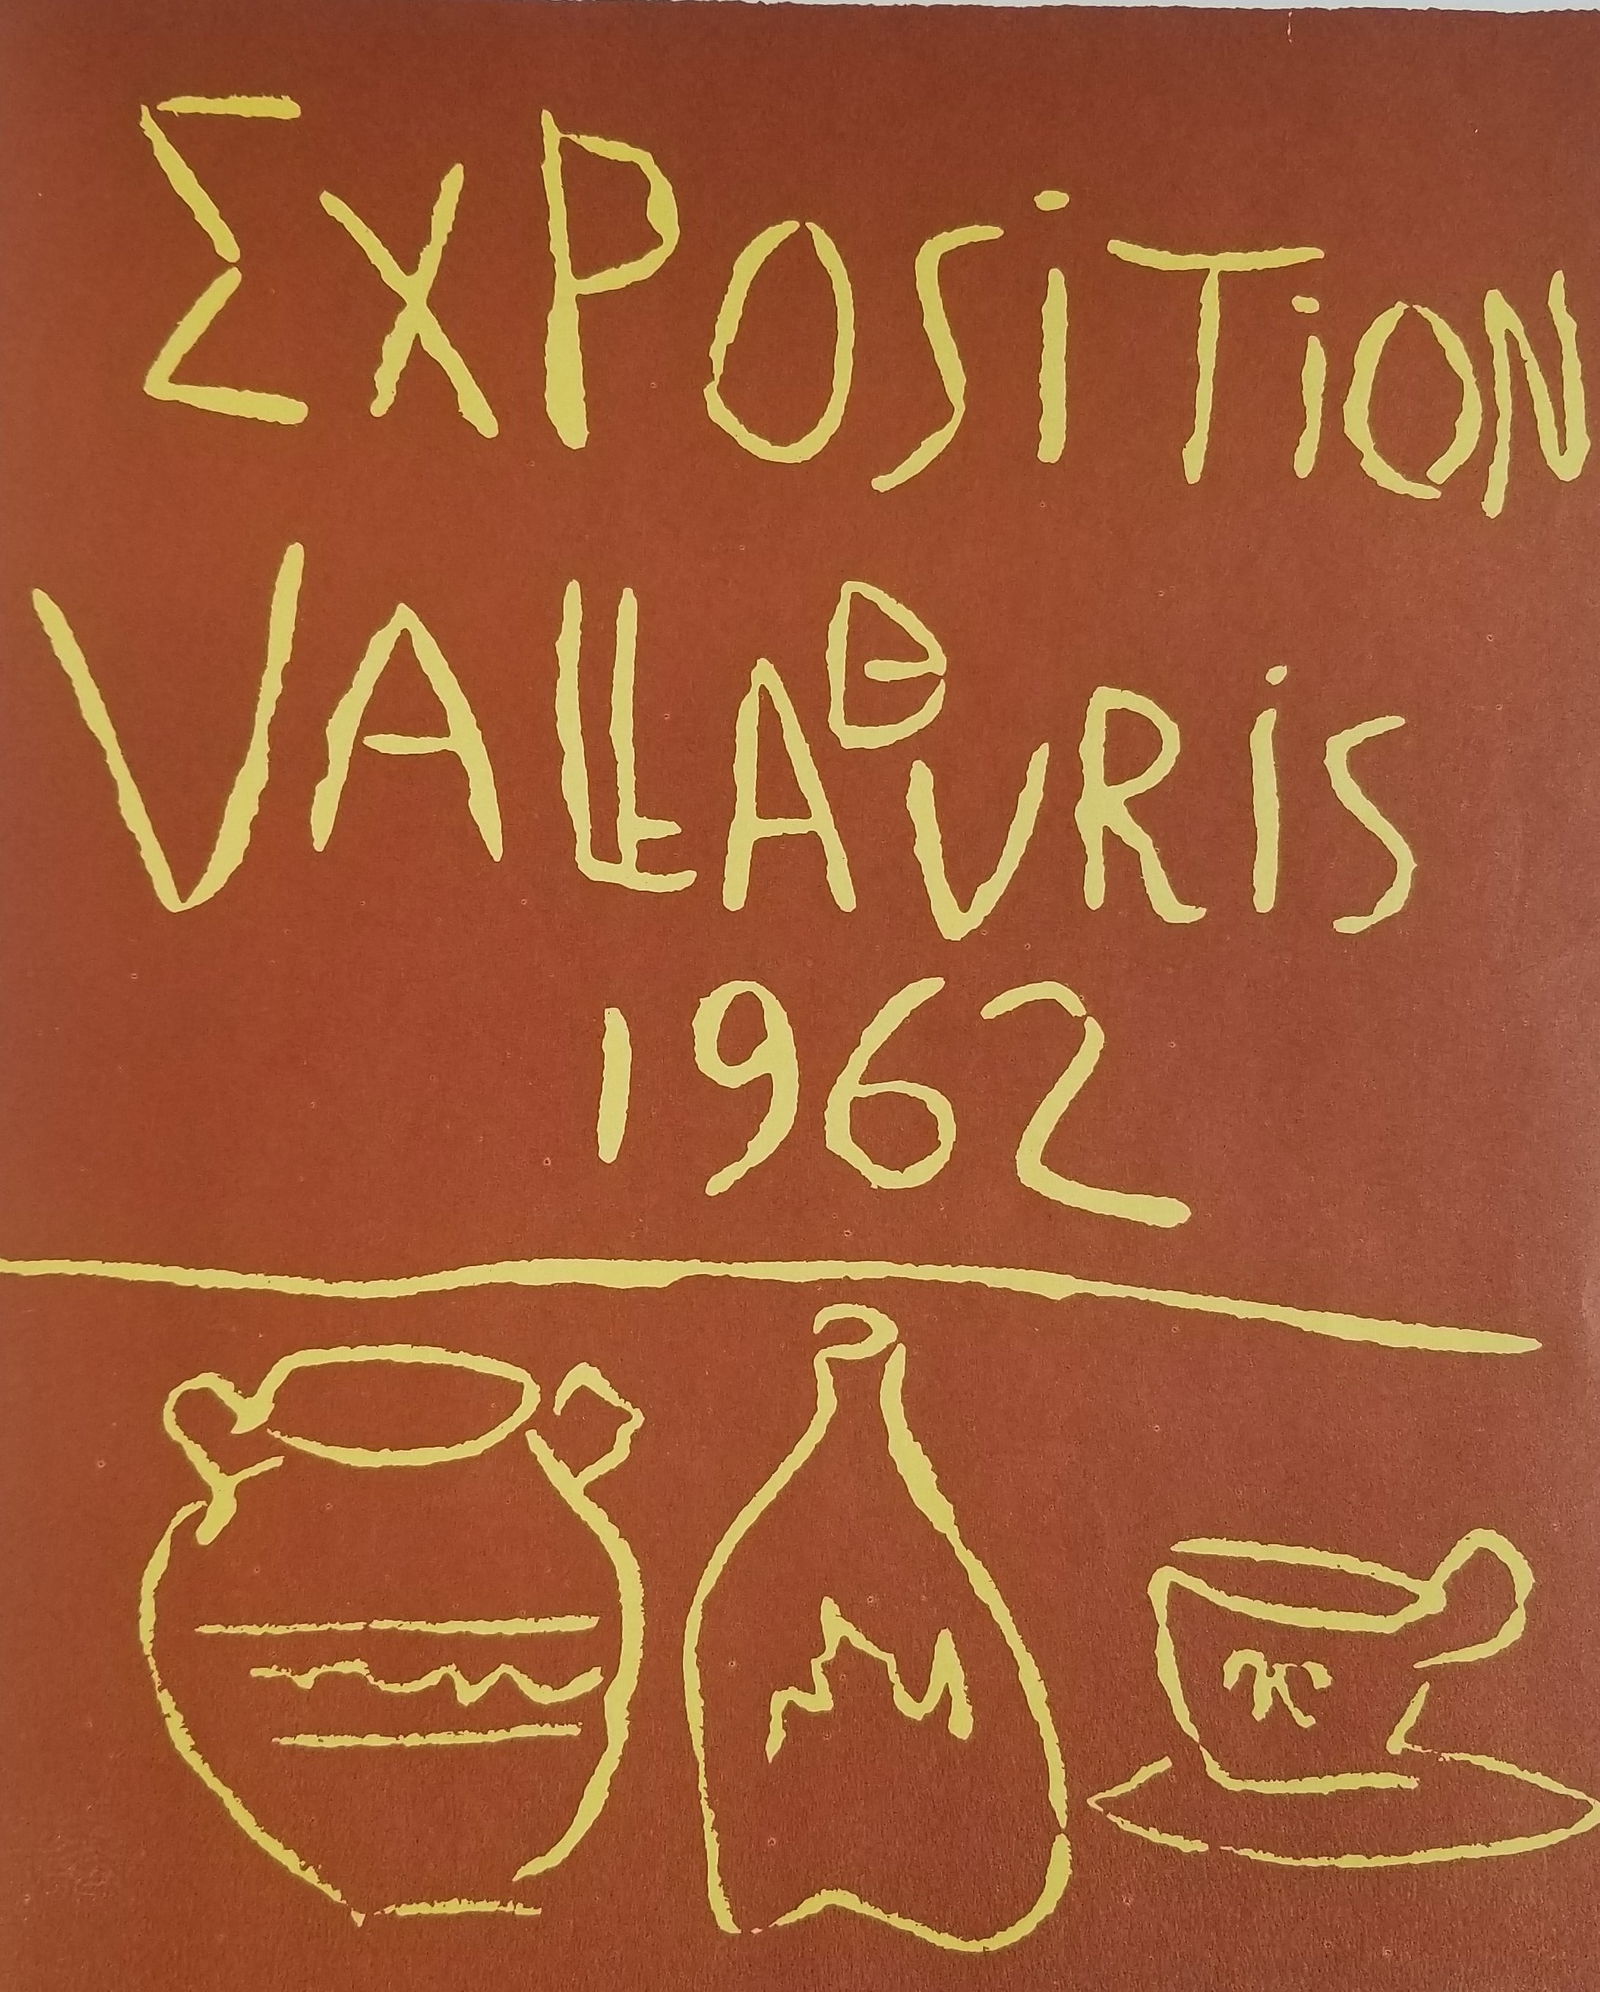 EXPOSiTiON
VALLAURiS
1962